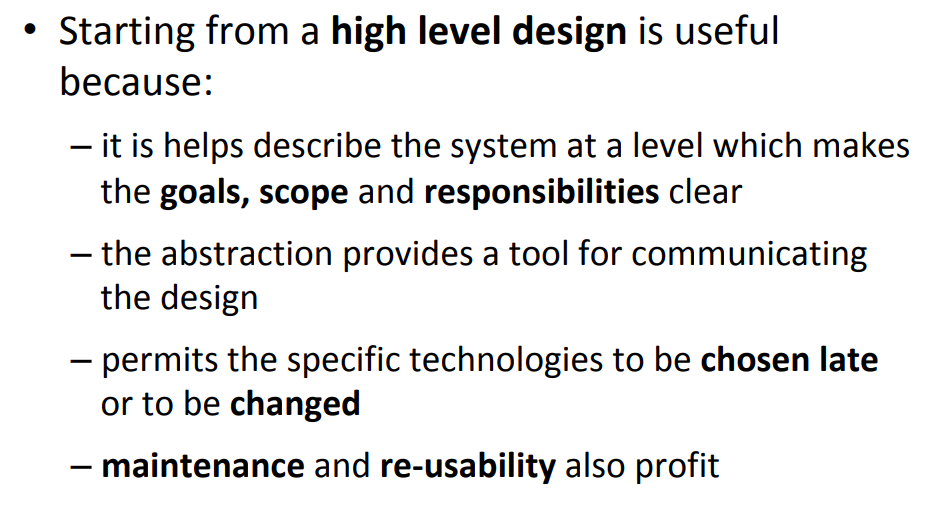 • Starting from a high level design is useful
because:
– it is helps describe the system at a level which makes
the goals, scope and responsibilities clear
– the abstraction provides a tool for communicating
the design
– permits the specific technologies to be chosen late
or to be changed
– maintenance and re-usability also profit